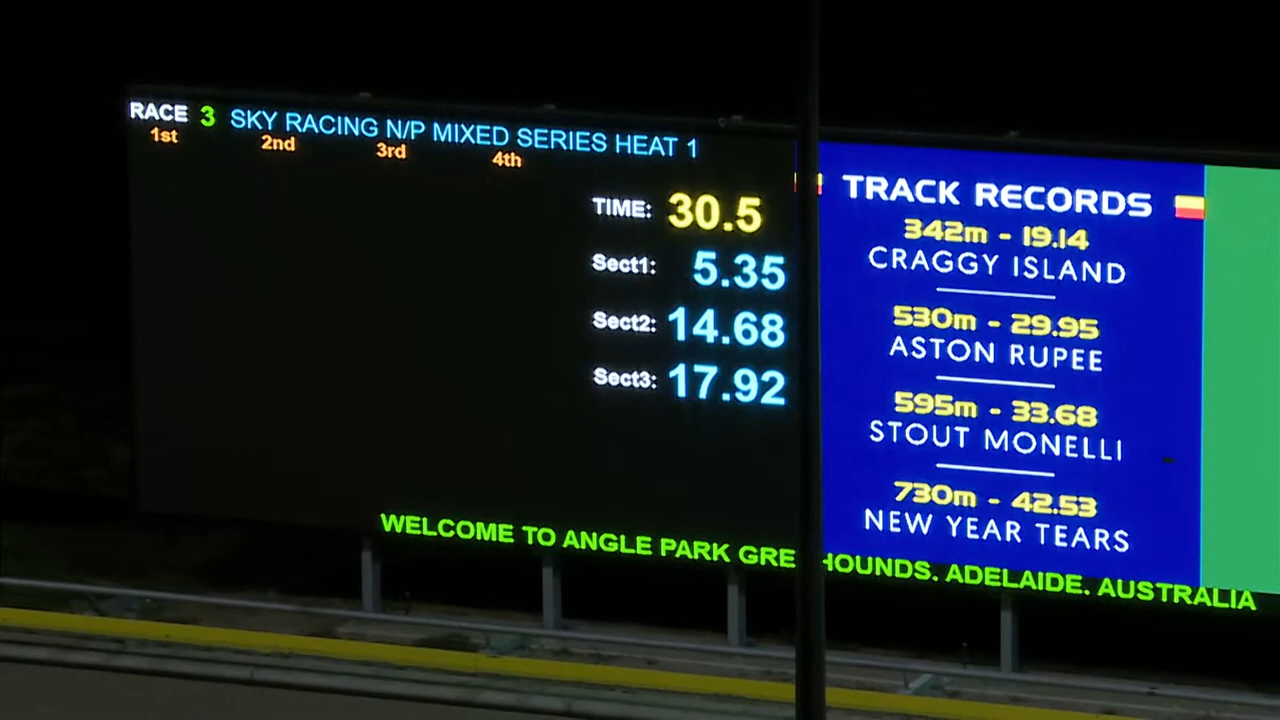 RACE 3 SKY RACING N/P MIXED SERIES HEAT 1
1st 2nd 3rd 4th
TIME: 30.5
Sect1: 5.35
Sect2: 14.68
Sect3: 17.92
TRACK RECORDS
342m - 19.14
CRAGGY ISLAND
530m - 29.95
ASTON RUPEE
595m - 33.68
STOUT MONELLI
730m - 42.53
NEW YEAR TEARS
WELCOME TO ANGLE PARK GRE HOUNDS. ADELAIDE. AUSTRALIA